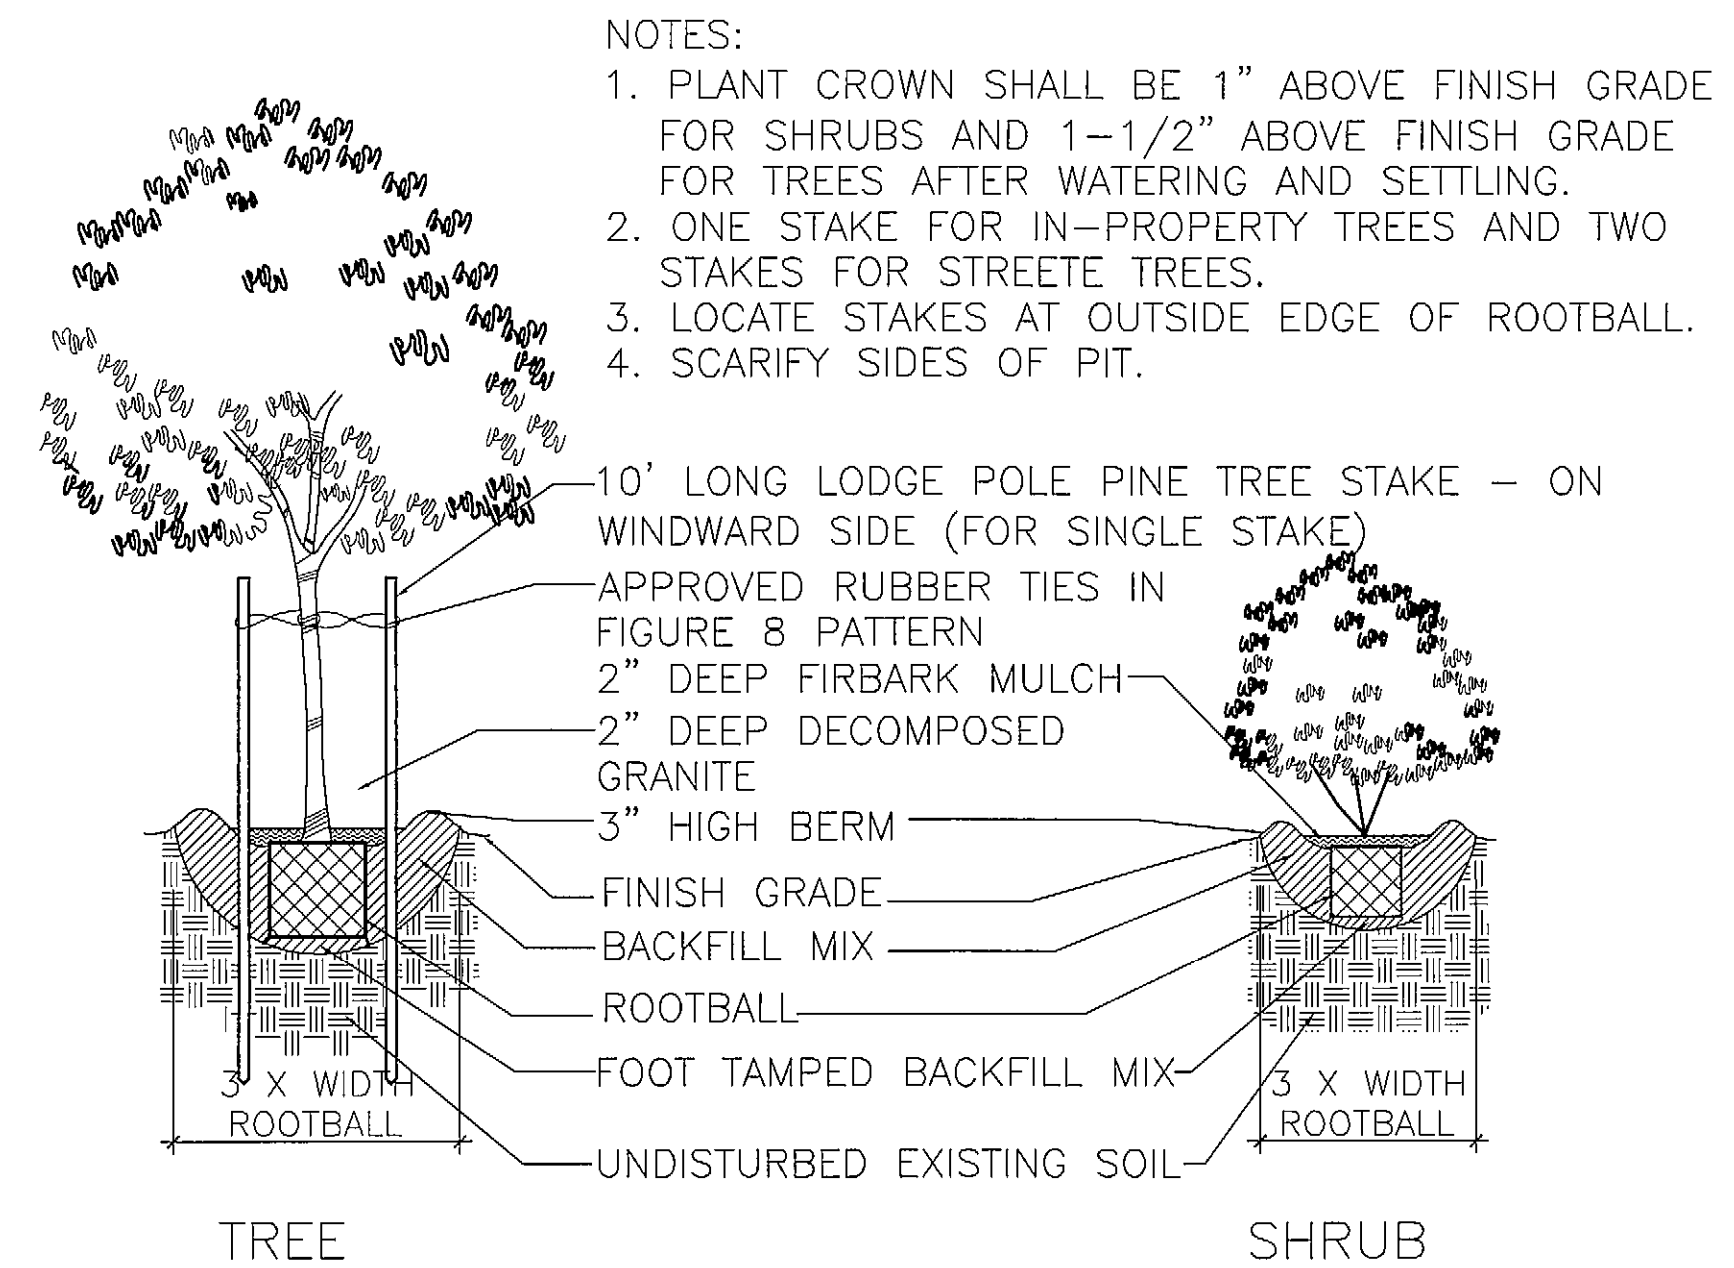 NOTES:
1. PLANT CROWN SHALL BE 1" ABOVE FINISH GRADE
FOR SHRUBS AND 1-1/2" ABOVE FINISH GRADE
FOR TREES AFTER WATERING AND SETTLING.
2. ONE STAKE FOR IN-PROPERTY TREES AND TWO
STAKES FOR STREETE TREES.
3. LOCATE STAKES AT OUTSIDE EDGE OF ROOTBALL.
4. SCARIFY SIDES OF PIT.
10' LONG LODGE POLE PINE TREE STAKE - ON
WINDWARD SIDE (FOR SINGLE STAKE)
APPROVED RUBBER TIES IN
FIGURE 8 PATTERN
2" DEEP FIRBARK MULCH
2" DEEP DECOMPOSED
GRANITE
3" HIGH BERM
FINISH GRADE
BACKFILL MIX
ROOTBALL
FOOT TAMPED BACKFILL MIX
UNDISTURBED EXISTING SOIL
3 X WIDTH
ROOTBALL
3 X WIDTH
ROOTBALL
TREE
SHRUB